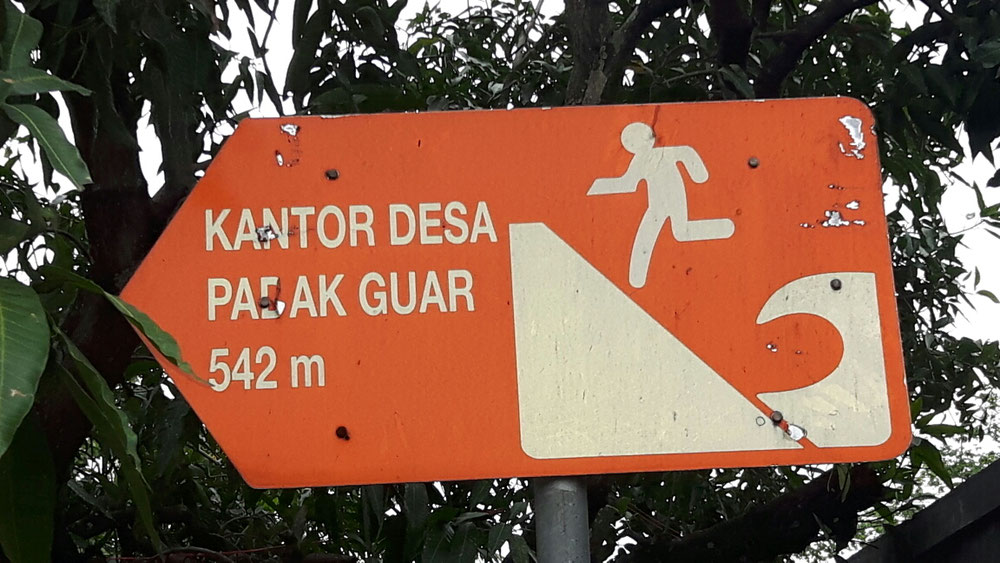 KANTOR DESA
PADAK GUAR
542 m